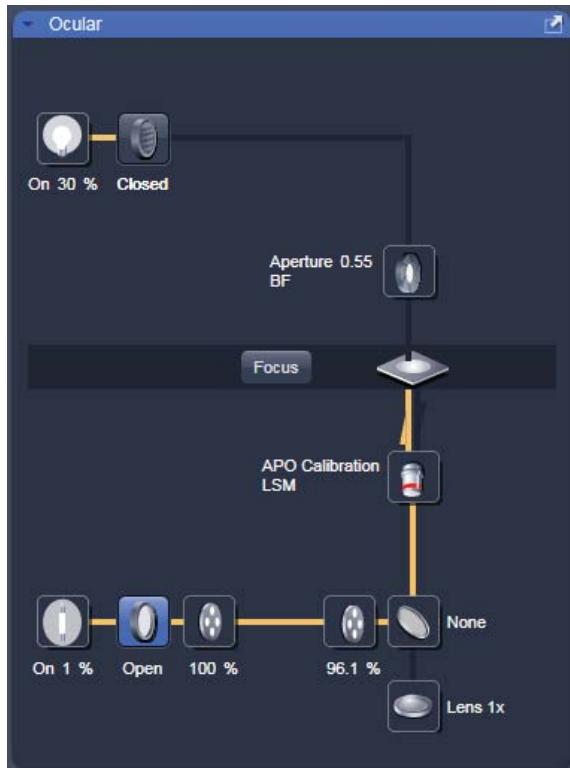 Ocular
On 30 %
Closed
Aperture 0.55
BF
Focus
APO Calibration
LSM
None
On 1 %
Open
100 %
96.1 %
Lens 1x